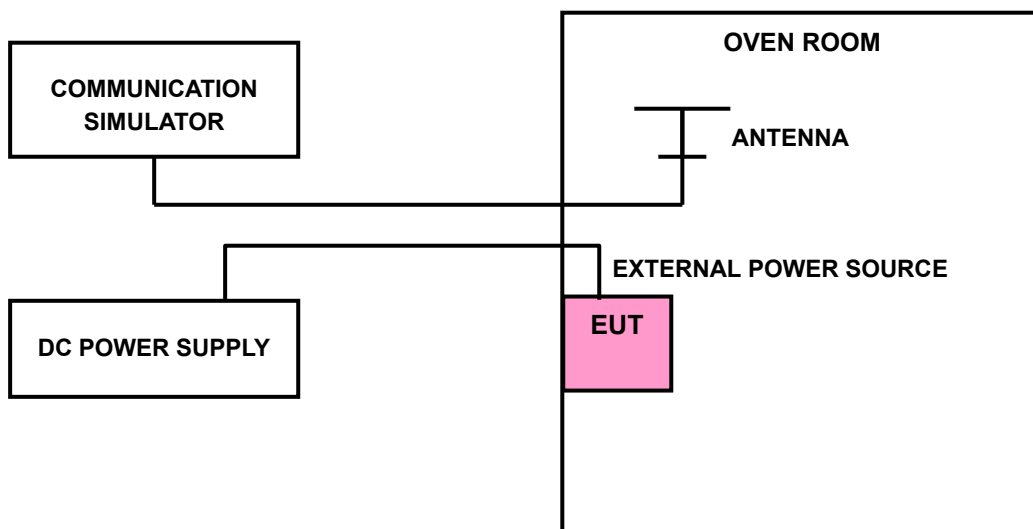 OVEN ROOM
COMMUNICATION
SIMULATOR
ANTENNA
EXTERNAL POWER SOURCE
EUT
DC POWER SUPPLY